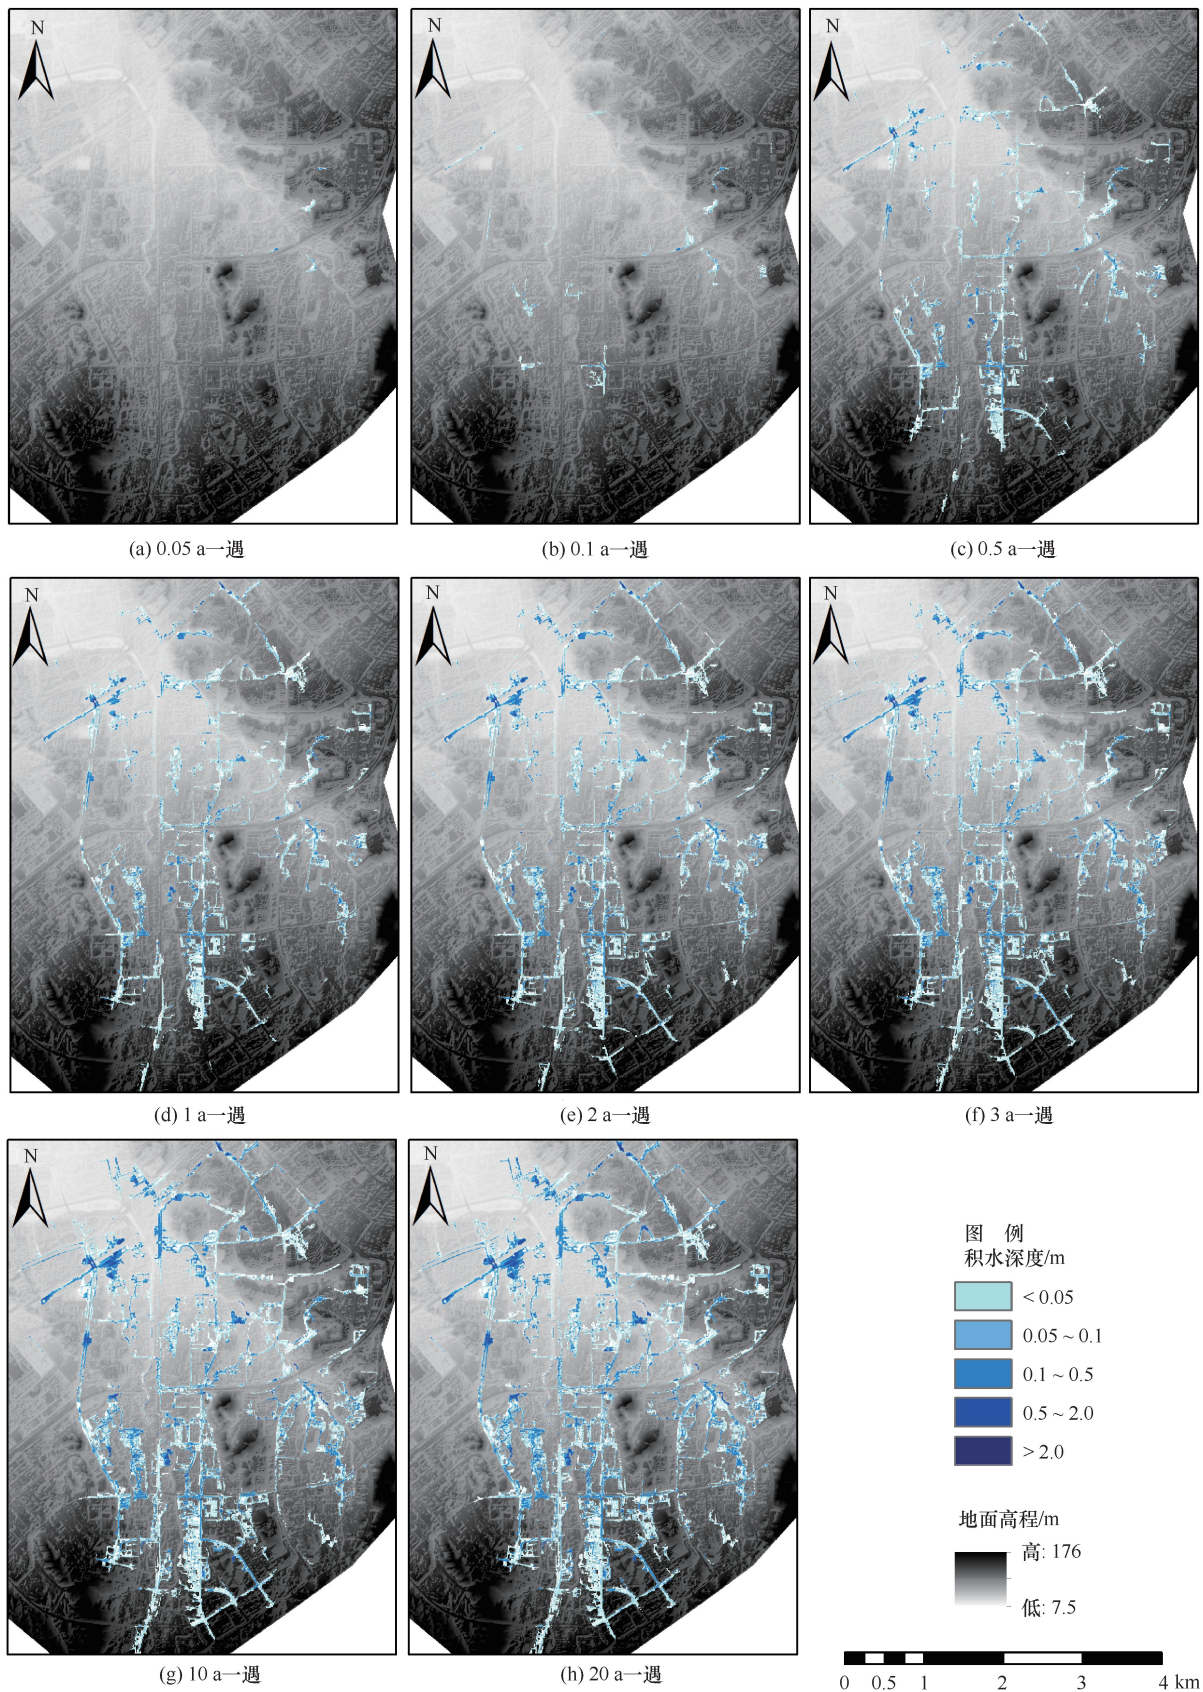 N
N
N
(a) 0.05 a一遇
(b) 0.1 a一遇
(c) 0.5 a一遇
N
N
N
(d) 1 a一遇
(e) 2 a一遇
(f) 3 a一遇
N
N
图 例
积水深度/m
< 0.05
0.05 ~ 0.1
0.1 ~ 0.5
0.5 ~ 2.0
> 2.0
地面高程/m
高: 176
低: 7.5
(g) 10 a一遇
(h) 20 a一遇
0 0.5 1 2 3 4 km